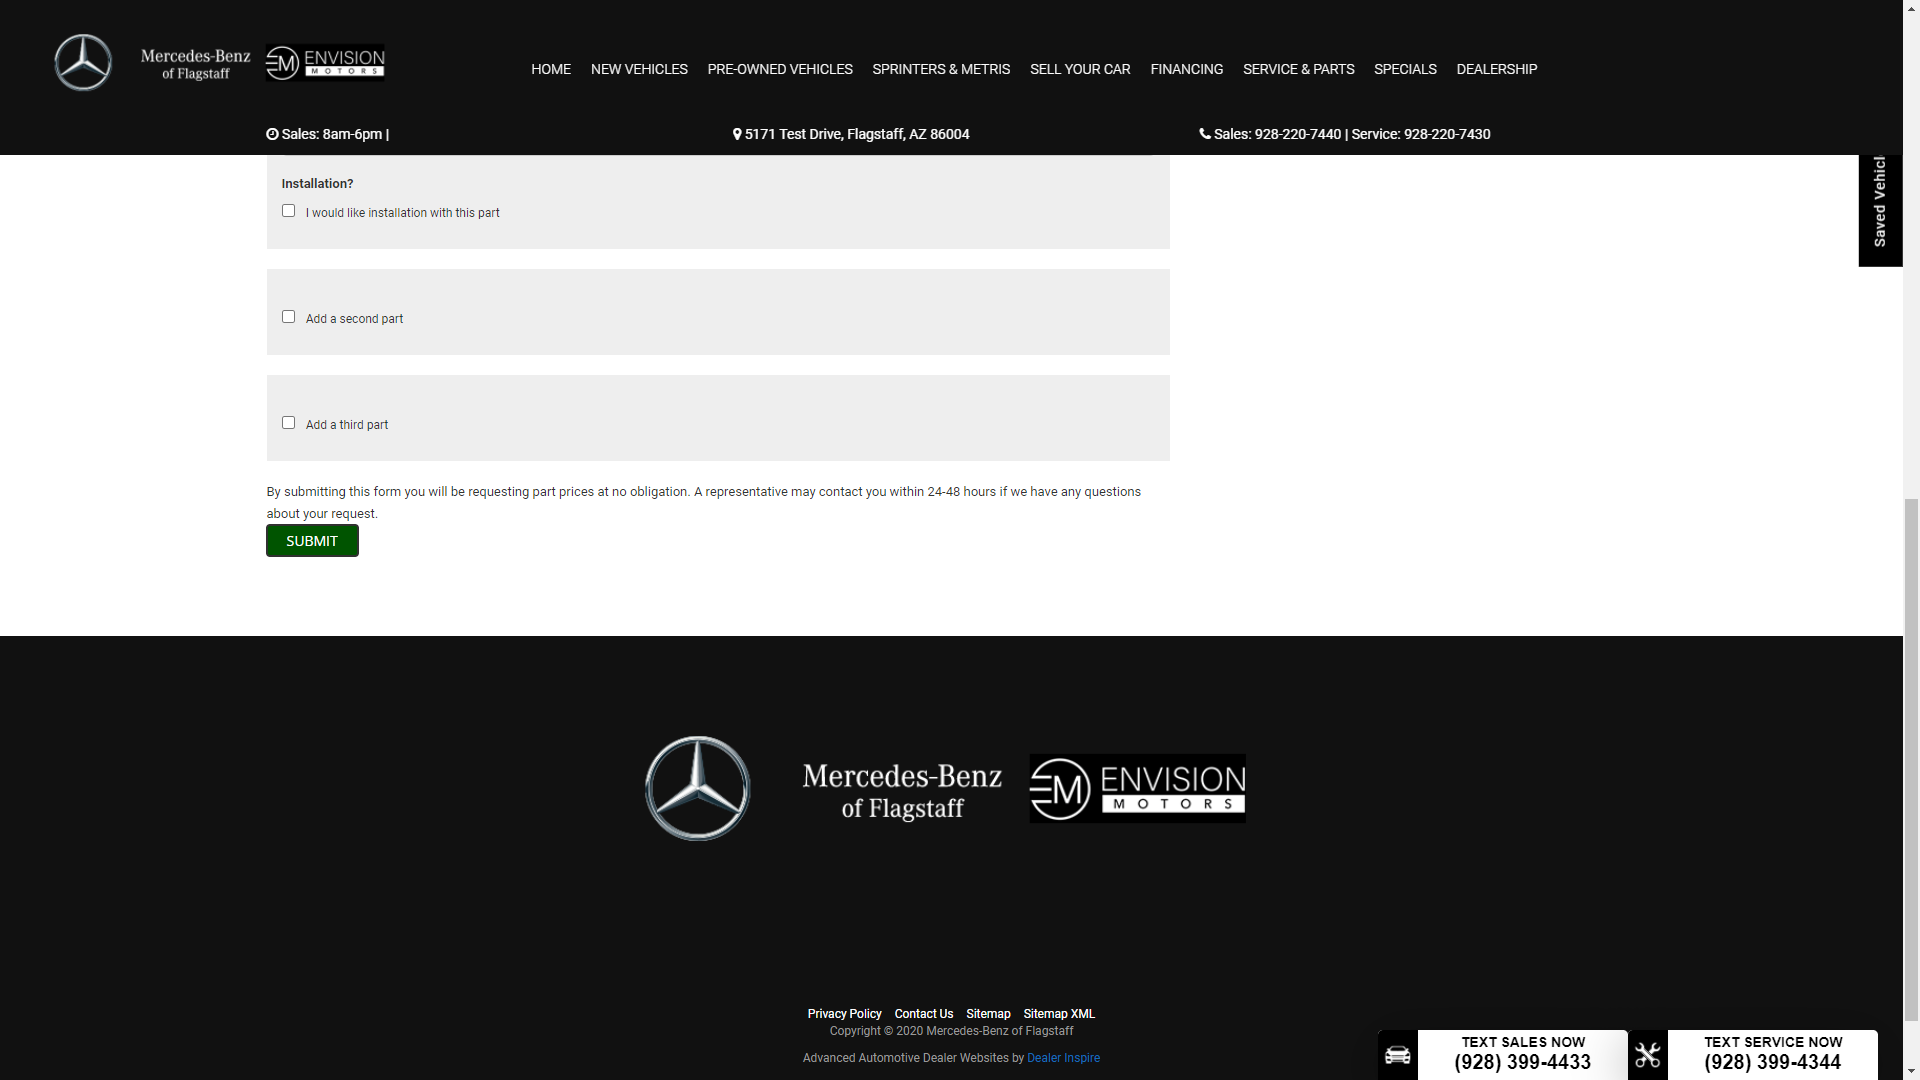 Mercedes-Benz
of Flagstaff
EM ENVISION
MOTORS
HOME NEW VEHICLES PRE-OWNED VEHICLES SPRINTERS & METRIS SELL YOUR CAR FINANCING SERVICE & PARTS SPECIALS DEALERSHIP
Sales: 8am-6pm |
5171 Test Drive, Flagstaff, AZ 86004
Sales: 928-220-7440 | Service: 928-220-7430
Saved Vehicl
Installation?
I would like installation with this part
Add a second part
Add a third part
By submitting this form you will be requesting part prices at no obligation. A representative may contact you within 24-48 hours if we have any questions
about your request.
SUBMIT
Mercedes-Benz
of Flagstaff
EM ENVISION
MOTORS
Privacy Policy Contact Us Sitemap Sitemap XML
Copyright © 2020 Mercedes-Benz of Flagstaff
Advanced Automotive Dealer Websites by Dealer Inspire
TEXT SALES NOW
(928) 399-4433
TEXT SERVICE NOW
(928) 399-4344